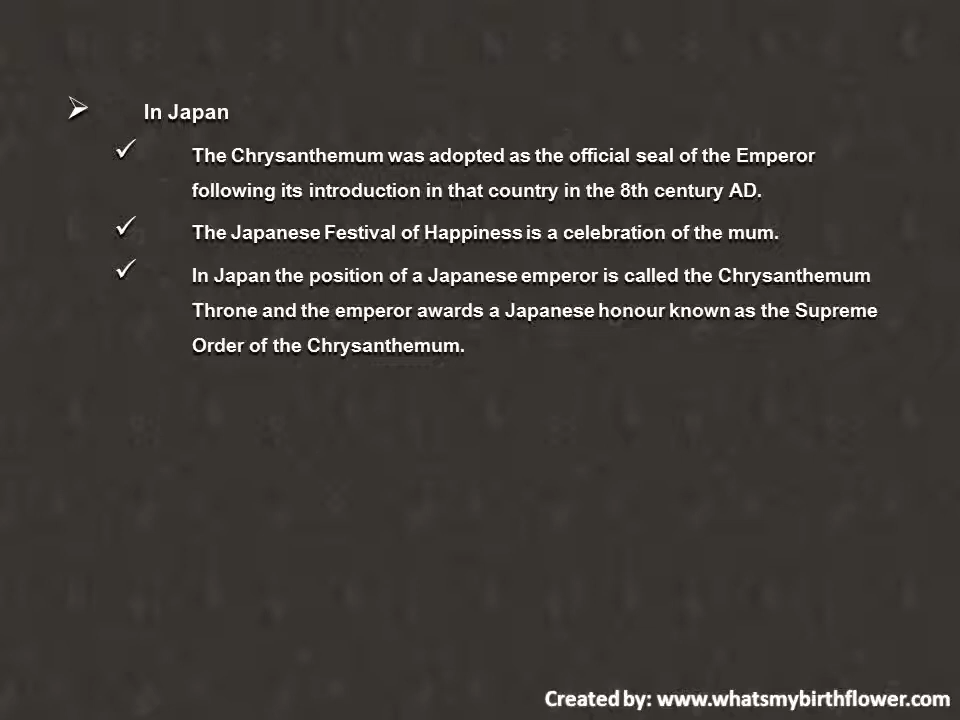 In Japan
The Chrysanthemum was adopted as the official seal of the Emperor
following its introduction in that country in the 8th century AD.
The Japanese Festival of Happiness is a celebration of the mum.
In Japan the position of a Japanese emperor is called the Chrysanthemum
Throne and the emperor awards a Japanese honour known as the Supreme
Order of the Chrysanthemum.
Created by: www.whatsmybirthflower.com